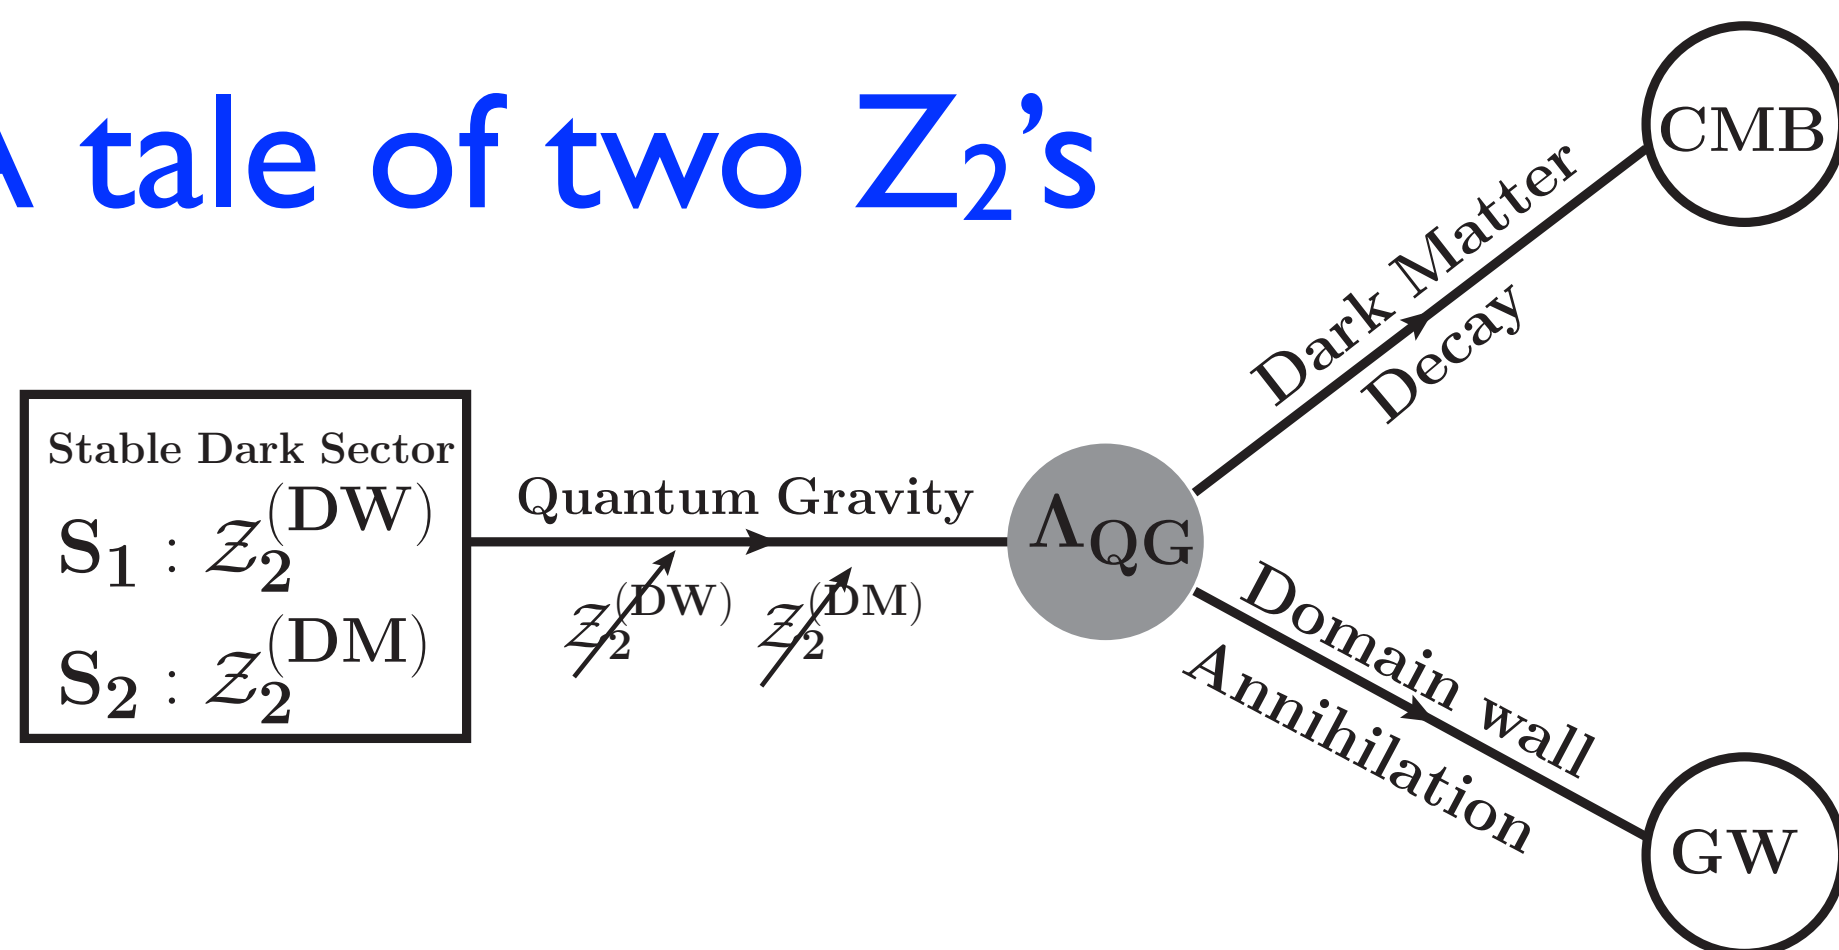 A tale of two Z₂'s
CMB
Dark Matter
Decay
Stable Dark Sector
S₁ : 𝒵₂^(DW)
S₂ : 𝒵₂^(DM)
Quantum Gravity
𝒵₂^(DW) 𝒵₂^(DM)
Λ_QG
Domain wall
Annihilation
GW